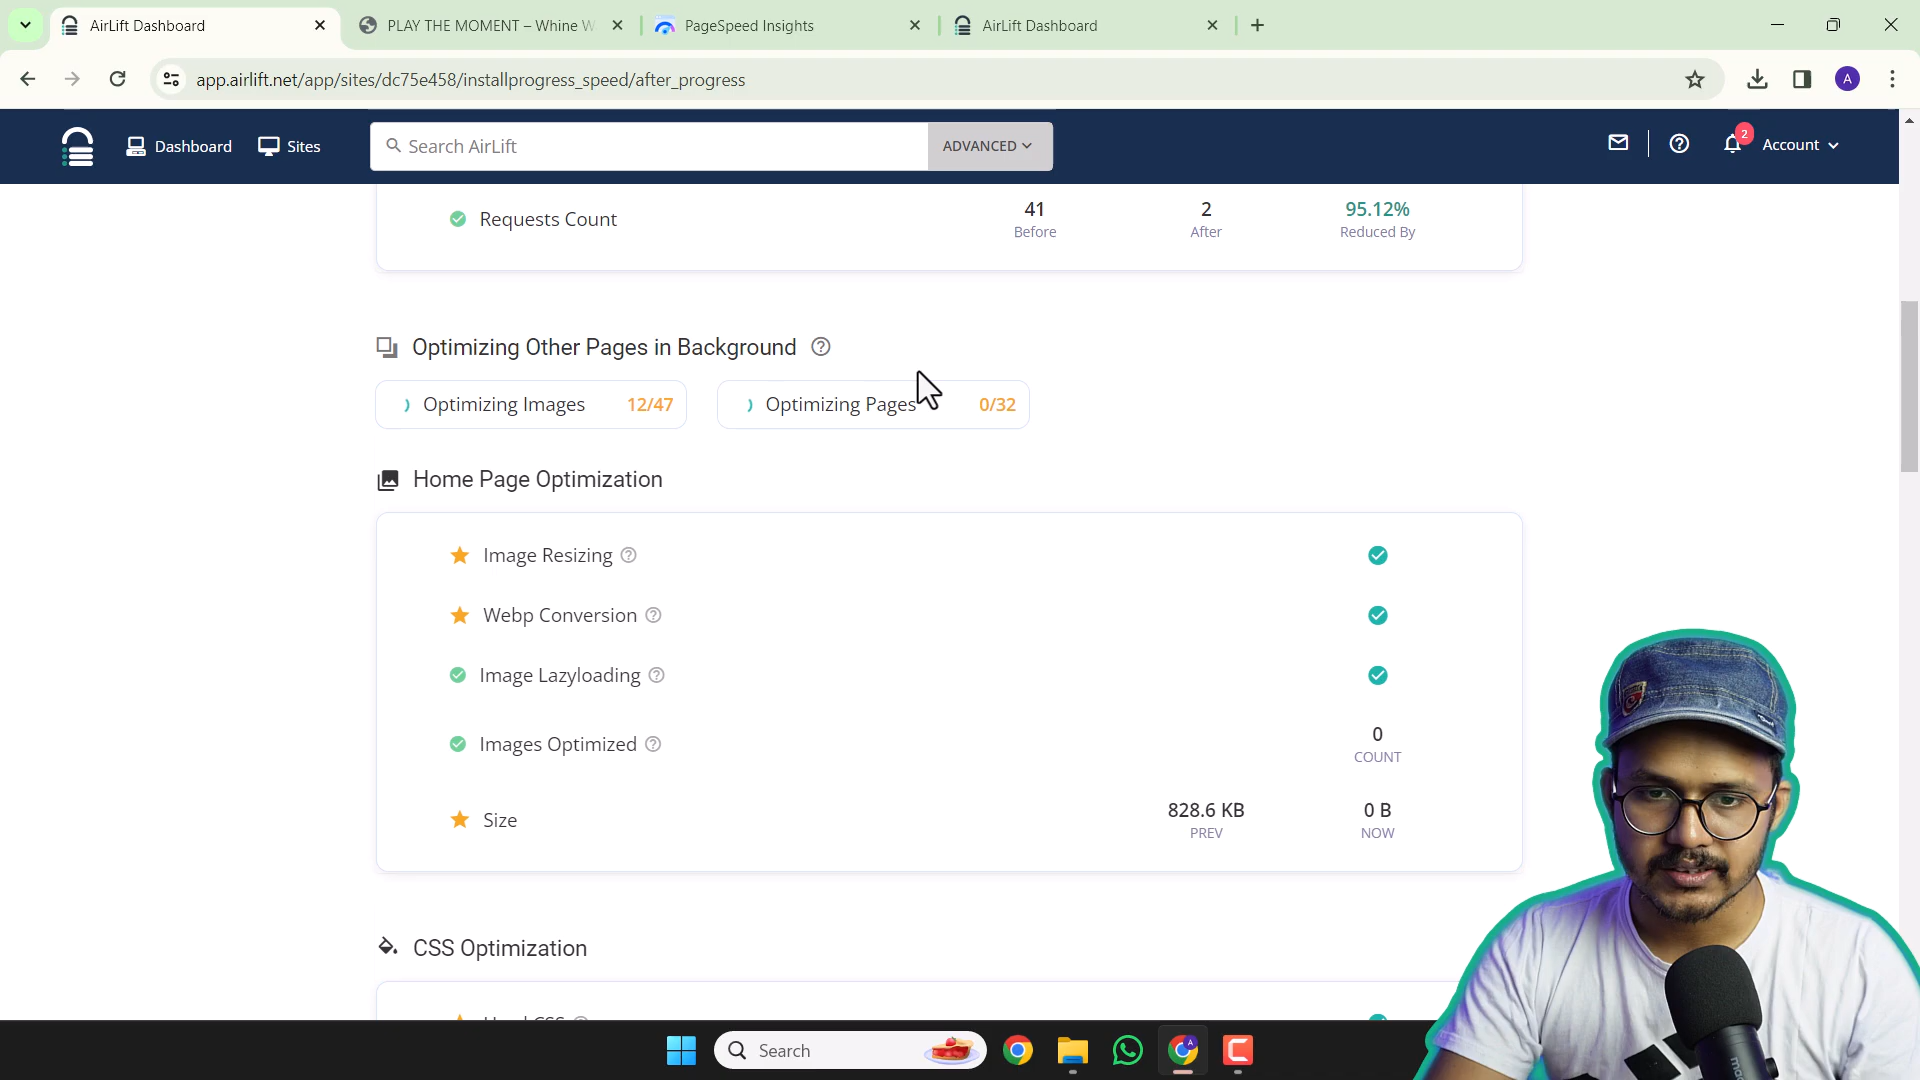 AirLift Dashboard
PLAY THE MOMENT – Whine W
PageSpeed Insights
AirLift Dashboard
app.airlift.net/app/sites/dc75e458/installprogress_speed/after_progress
A
Dashboard
Sites
Search AirLift
ADVANCED
2
Account
Requests Count
41
2
95.12%
Before
After
Reduced By
Optimizing Other Pages in Background
Optimizing Images 12/47
Optimizing Pages 0/32
Home Page Optimization
Image Resizing
Webp Conversion
Image Lazyloading
Images Optimized
0
COUNT
Size
828.6 KB
0 B
PREV
NOW
CSS Optimization
Search